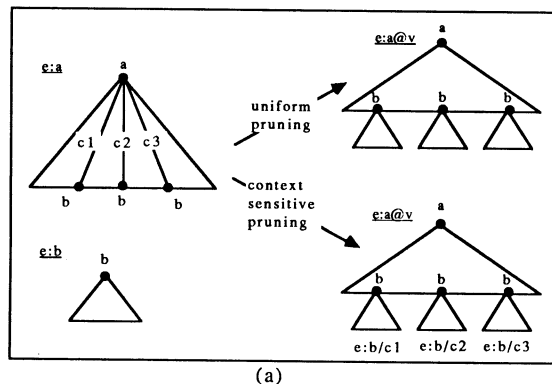 e:a
a
c1 c2 c3
b b b
e:b
b
uniform
pruning
context
sensitive
pruning
e:a@v
a
b b b
e:a@v
a
b b b
e:b/c1 e:b/c2 e:b/c3
(a)